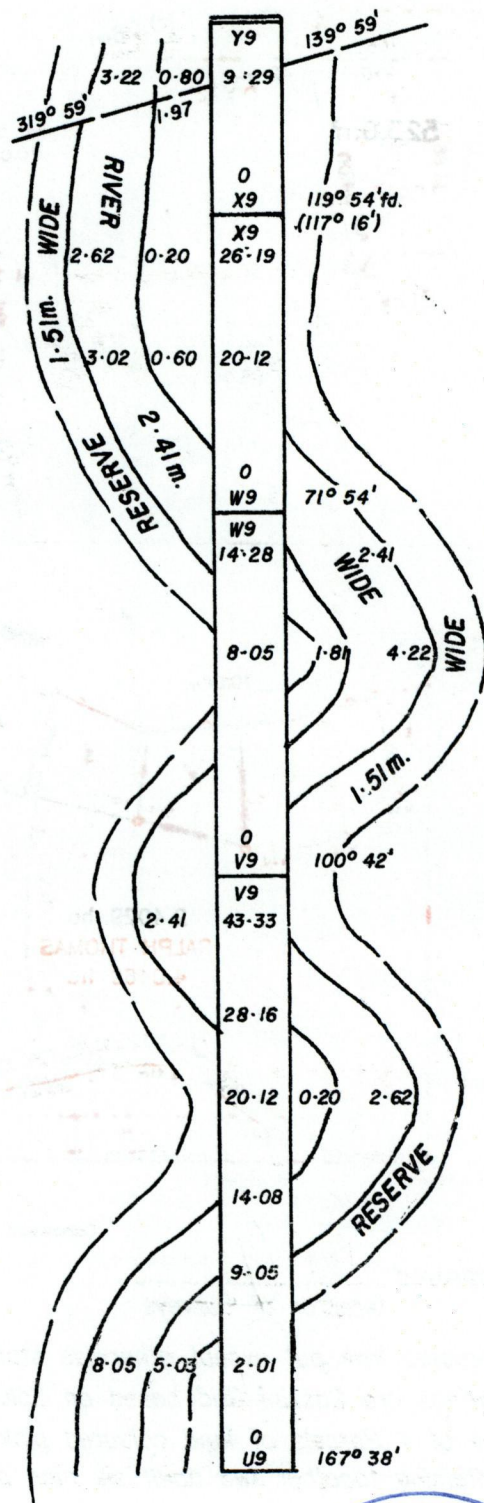 Y9
139° 59'
3·22 0·80 9·29
319° 59'
1·97
RIVER
O
X9 119° 54' fd.
X9 (117° 16')
WIDE
2·62 0·20 26·19
1·51m.
3·02 0·60 20·12
2·41m.
RESERVE
O
W9 71° 54'
W9
14·28 2·41
WIDE
8·05 1·81 4·22 WIDE
1·51m.
O
V9 100° 42'
V9
2·41 43·33
28·16
20·12 0·20 2·62
RESERVE
14·08
9·05
8·05 5·03 2·01
O
U9 167° 38'